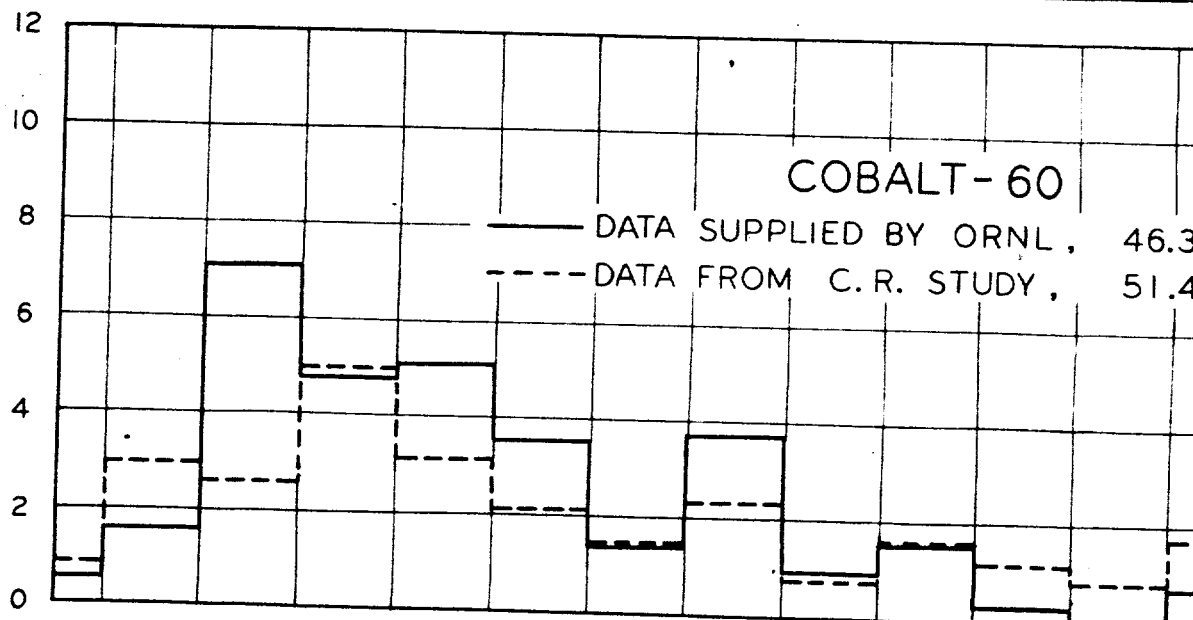 12
10
8
6
4
2
0
COBALT-60
DATA SUPPLIED BY ORNL, 46.3
DATA FROM C.R. STUDY, 51.4